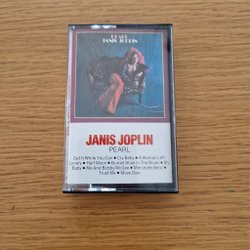 PEARL
JANIS JOPLIN
JANIS JOPLIN
PEARL
Get It While You Can • Cry Baby • A Woman Left
Lonely • Half Moon • Buried Alive In The Blues • My
Baby • Me And Bobby McGee • Mercedes Benz •
Trust Me • Move Over